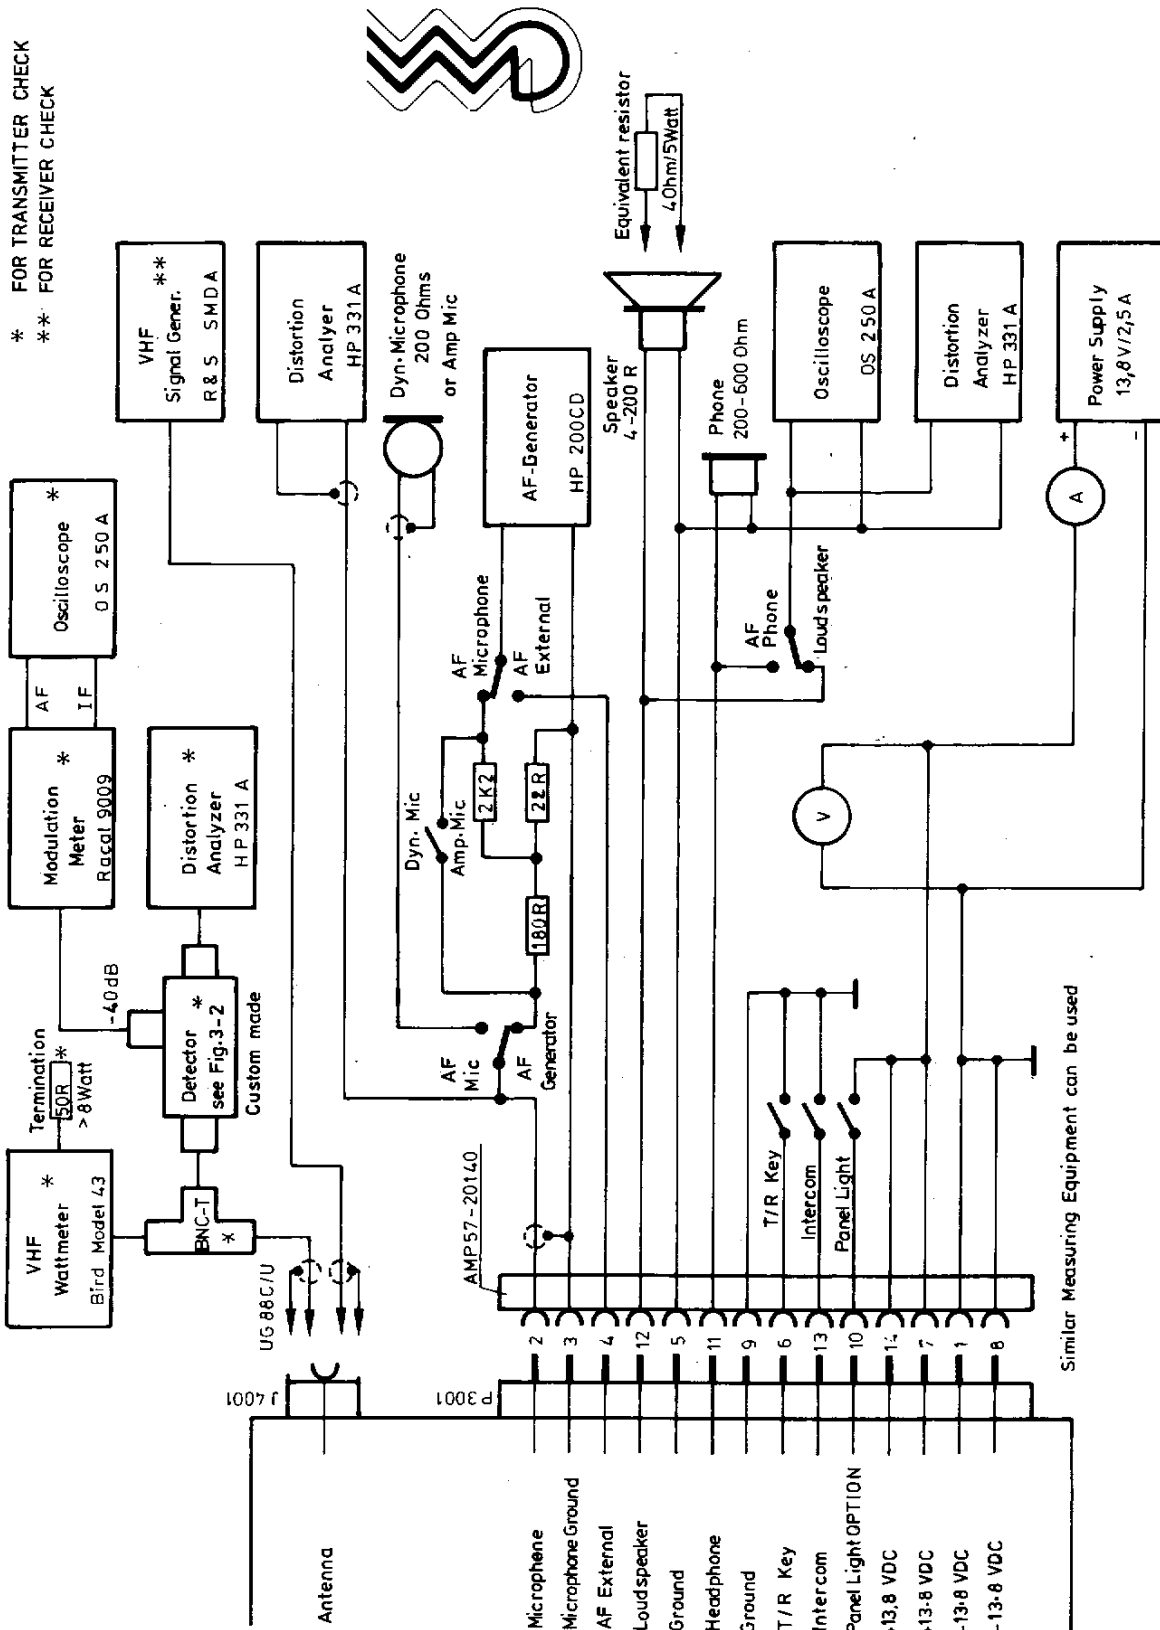 * FOR TRANSMITTER CHECK
** FOR RECEIVER CHECK
VHF
Wattmeter *
Bird Model 43
Termination
50R *
> 8Watt
Modulation
Meter *
Racal 9009
AF
IF
Oscilloscope *
OS 250A
-40dB
BNC-T
*
Detector *
see Fig.3-2
Custom made
Distortion *
Analyzer
HP 331 A
VHF
Signal Gener. **
R&S SMDA
Distortion
Analyer
HP 331 A
Dyn. Microphone
200 Ohms
or Amp Mic
UG 88C/U
J 4001
Antenna
AMP57-20140
P 3001
AF
Mic
AF
Generator
Dyn. Mic
Amp.Mic
180R
2K2
22R
AF
Microphone
AF
External
AF-Generator
HP 200CD
Equivalent resistor
4Ohm/5Watt
Speaker
4-200 R
Phone
200-600 Ohm
AF
Phone
Loudspeaker
Oscilloscope
OS 250A
Distortion
Analyzer
HP 331 A
Power Supply
13,8V/2,5A
+
-
A
V
T/R Key
Intercom
Panel Light
Microphone 2
Microphone Ground 3
AF External 4
Loudspeaker 12
Ground 5
Headphone 11
Ground 9
T/R Key 6
Intercom 13
Panel Light OPTION 10
+13,8 VDC 14
+13.8 VDC 7
-13.8 VDC 1
-13.8 VDC 8
Similar Measuring Equipment can be used